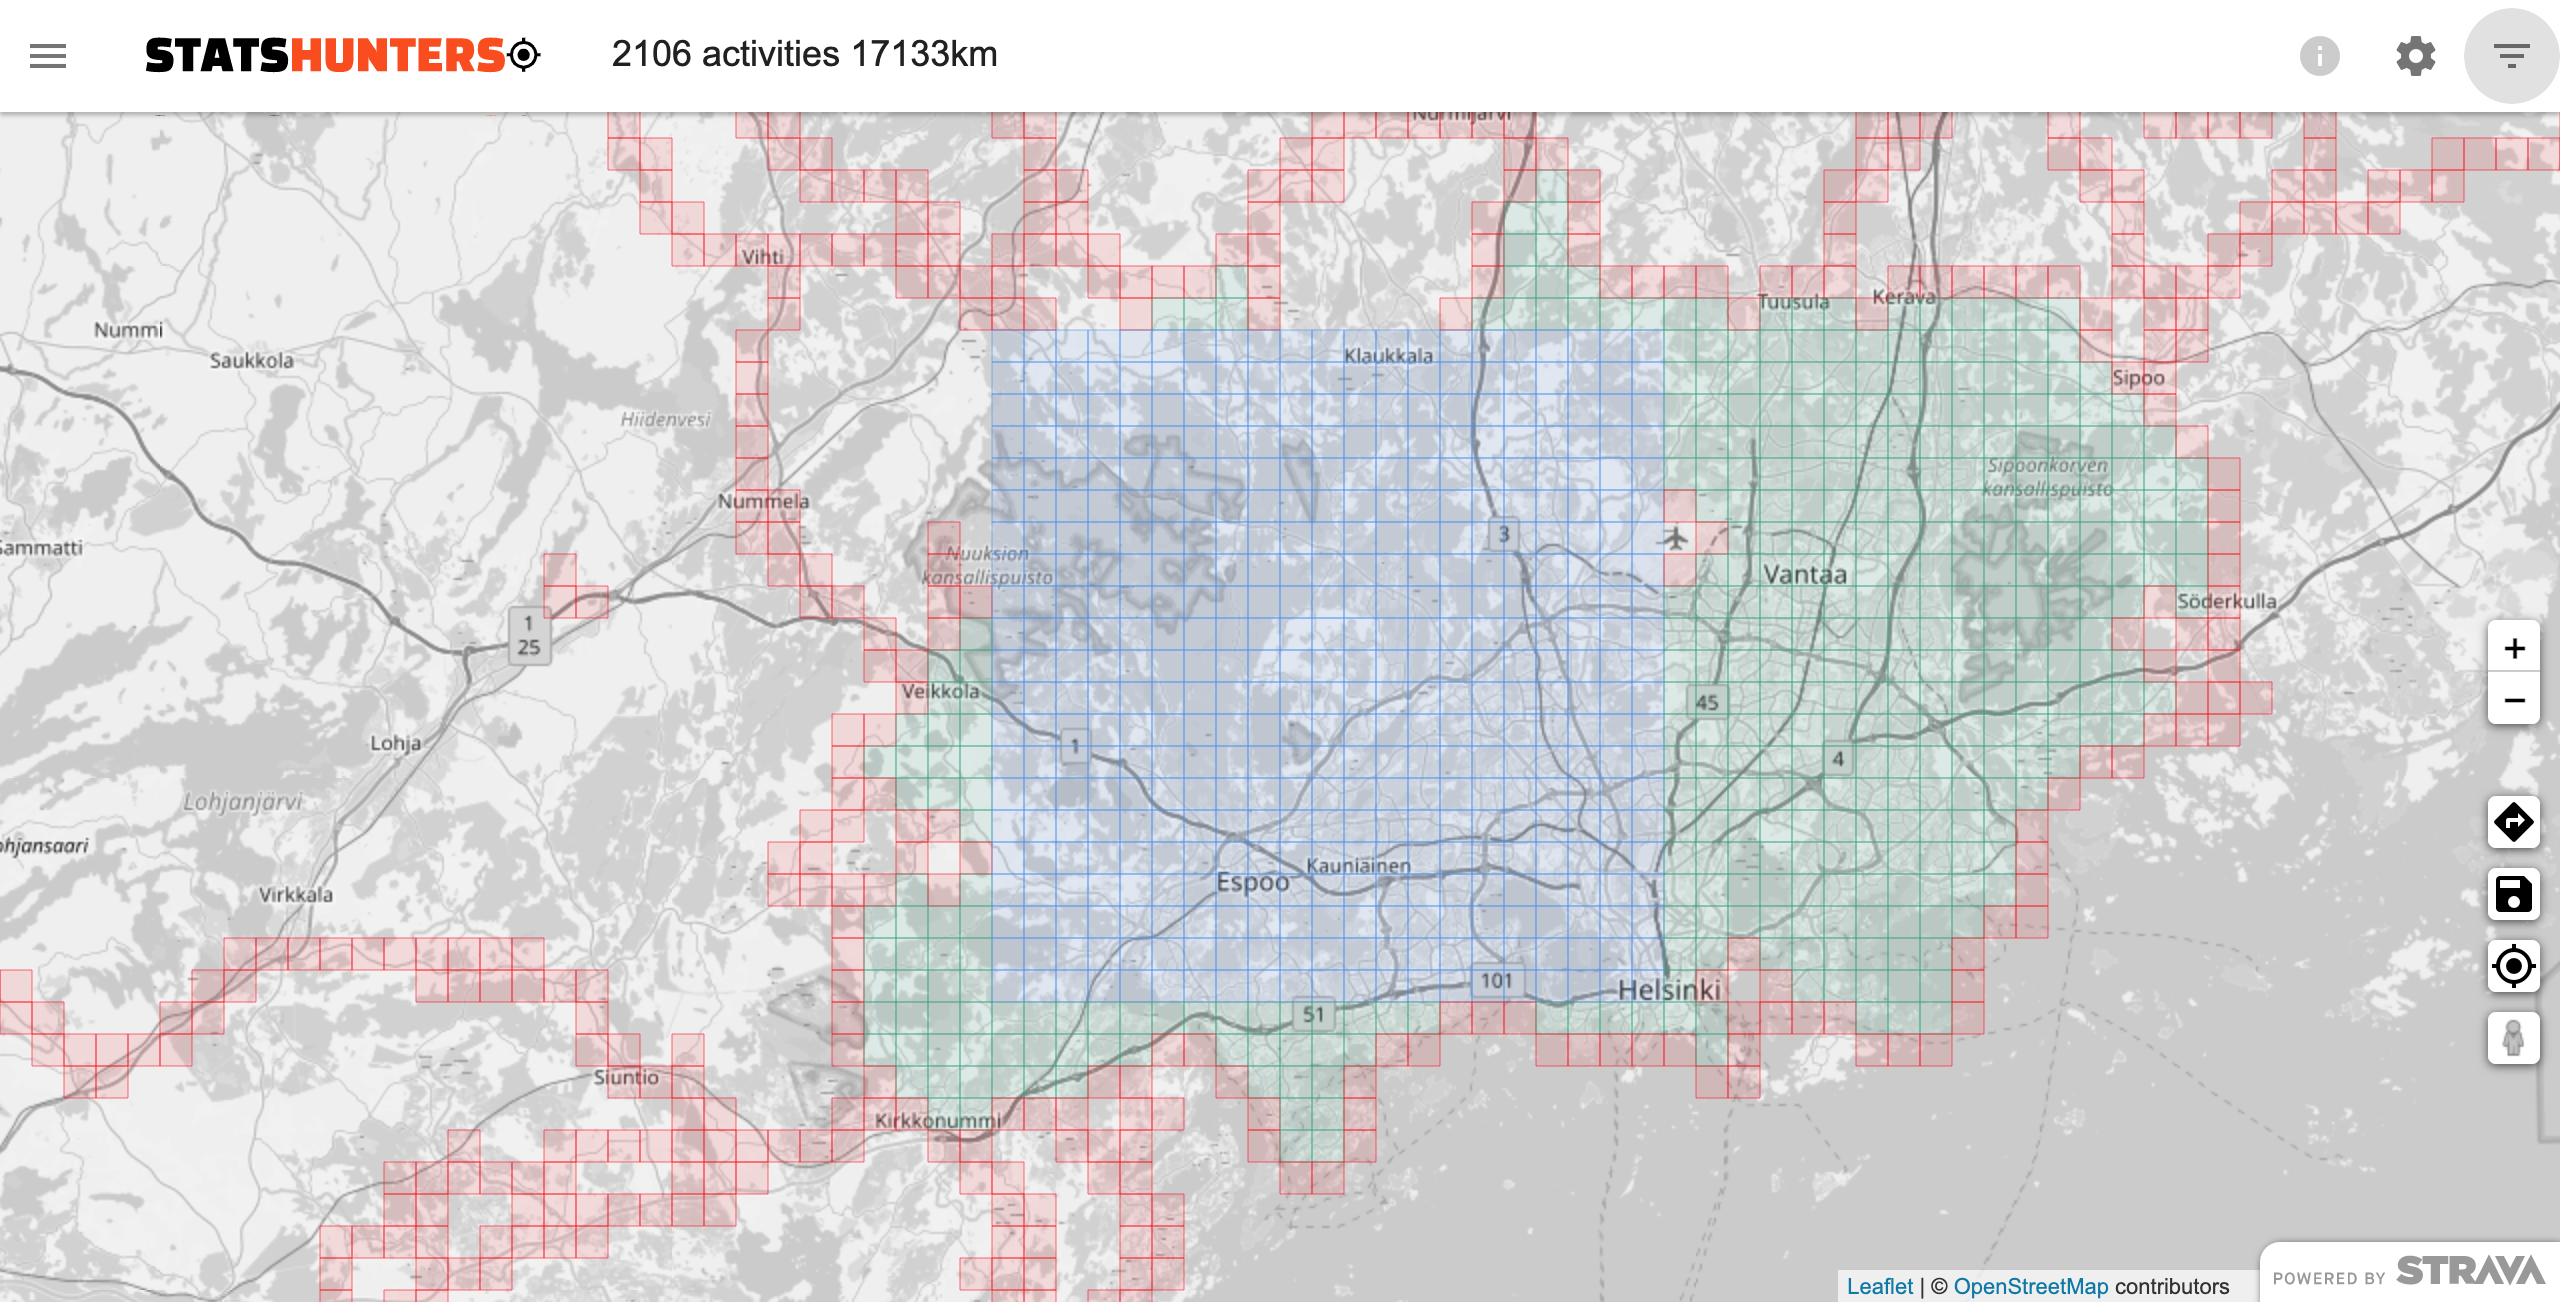 STATSHUNTERS
2106 activities 17133km
i
Nurmijärvi
Vihti
Tuusula
Kerava
Nummi
Saukkola
Klaukkala
Sipoo
Hiidenvesi
Sipoonkorven
kansallispuisto
Nummela
3
Sammatti
Nuuksion
kansallispuisto
Vantaa
Söderkulla
1
25
+
−
Veikkola
45
Lohja
1
4
Lohjanjärvi
ohjansaari
Kauniainen
Espoo
Virkkala
101
Helsinki
51
Siuntio
Kirkkonummi
Leaflet | © OpenStreetMap contributors
POWERED BY STRAVA